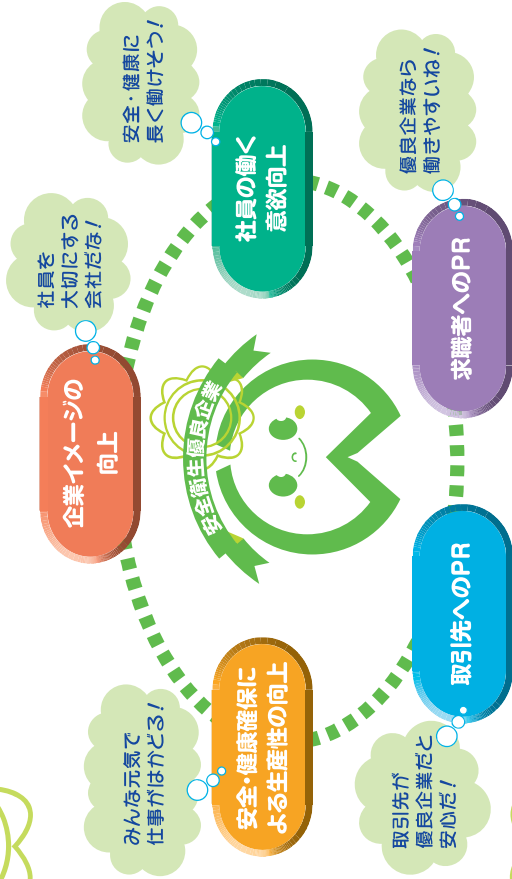 社員を
大切にする
会社だな!
企業イメージの
向上
安全・健康に
長く働けそう!
社員の働く
意欲向上
優良企業なら
働きやすいね!
求職者へのPR
取引先が
優良企業だと
安心だ!
取引先へのPR
みんな元気で
仕事がはかどる!
安全・健康確保に
よる生産性の向上
安全衛生優良企業